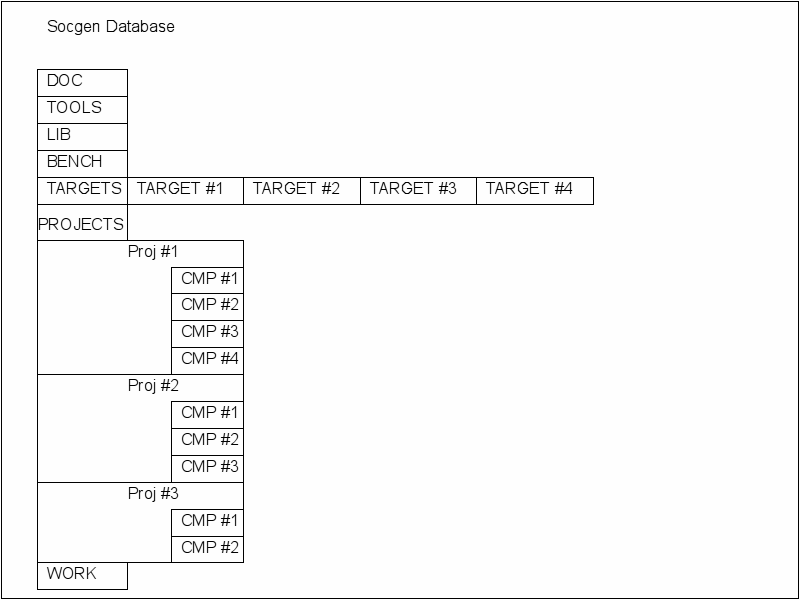 Socgen Database
DOC
TOOLS
LIB
BENCH
TARGETS TARGET #1 TARGET #2 TARGET #3 TARGET #4
PROJECTS
Proj #1
CMP #1
CMP #2
CMP #3
CMP #4
Proj #2
CMP #1
CMP #2
CMP #3
Proj #3
CMP #1
CMP #2
WORK